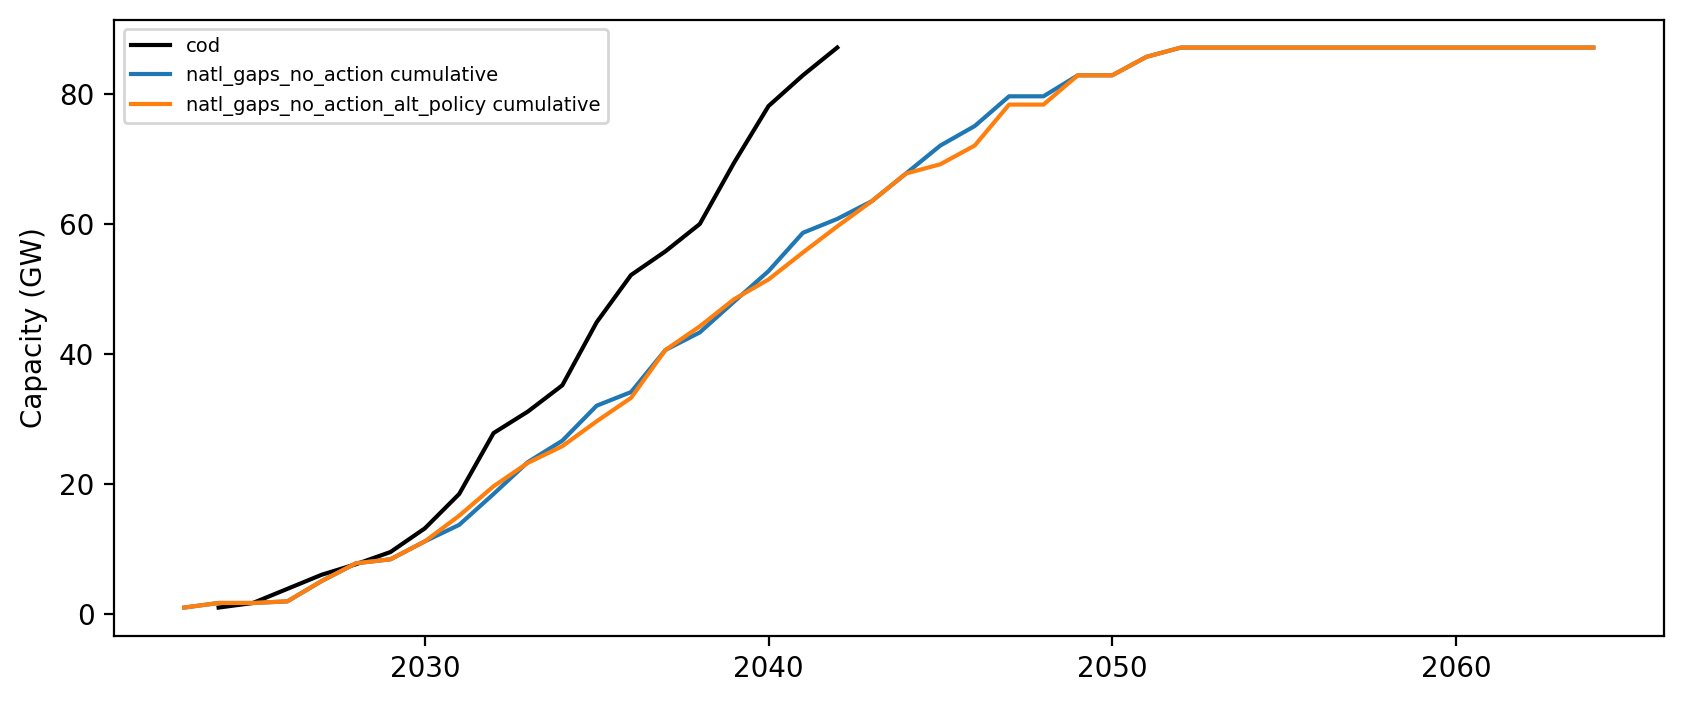 cod
natl_gaps_no_action cumulative
natl_gaps_no_action_alt_policy cumulative
Capacity (GW)
80
60
40
20
0
2030 2040 2050 2060